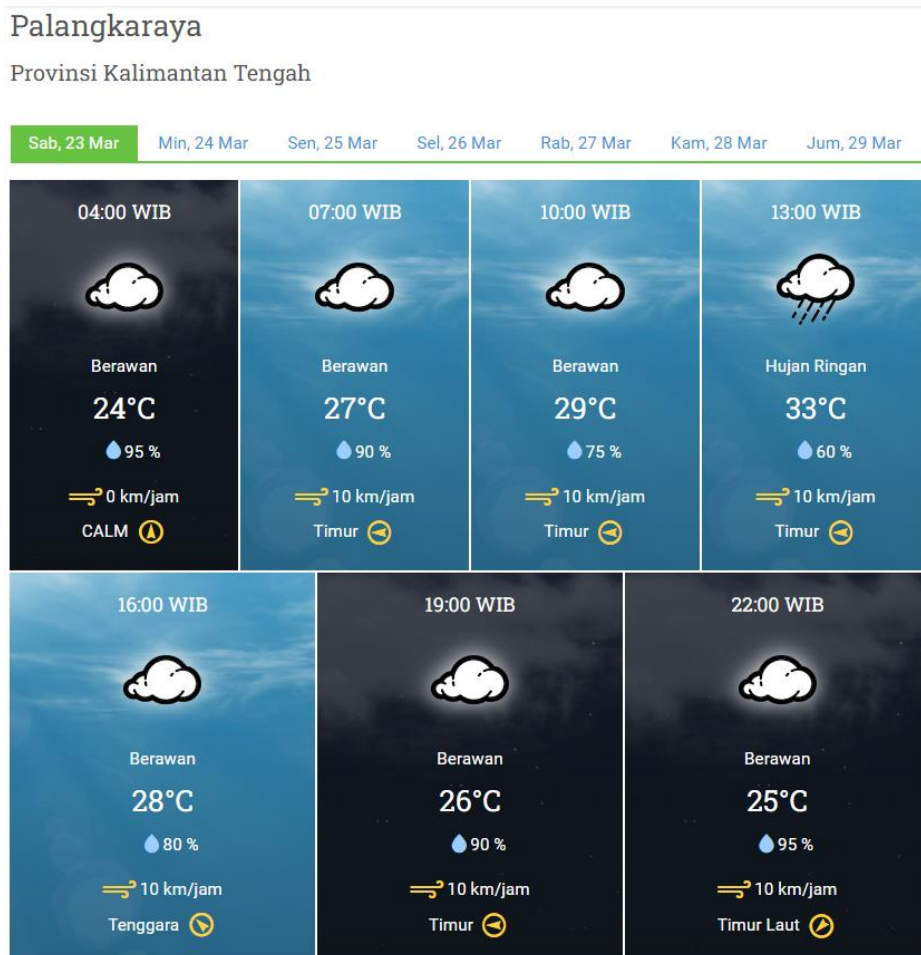 Palangkaraya
Provinsi Kalimantan Tengah
Sab, 23 Mar Min, 24 Mar Sen, 25 Mar Sel, 26 Mar Rab, 27 Mar Kam, 28 Mar Jum, 29 Mar
04:00 WIB
Berawan
24°C
95 %
0 km/jam
CALM
07:00 WIB
Berawan
27°C
90 %
10 km/jam
Timur
10:00 WIB
Berawan
29°C
75 %
10 km/jam
Timur
13:00 WIB
Hujan Ringan
33°C
60 %
10 km/jam
Timur
16:00 WIB
Berawan
28°C
80 %
10 km/jam
Tenggara
19:00 WIB
Berawan
26°C
90 %
10 km/jam
Timur
22:00 WIB
Berawan
25°C
95 %
10 km/jam
Timur Laut